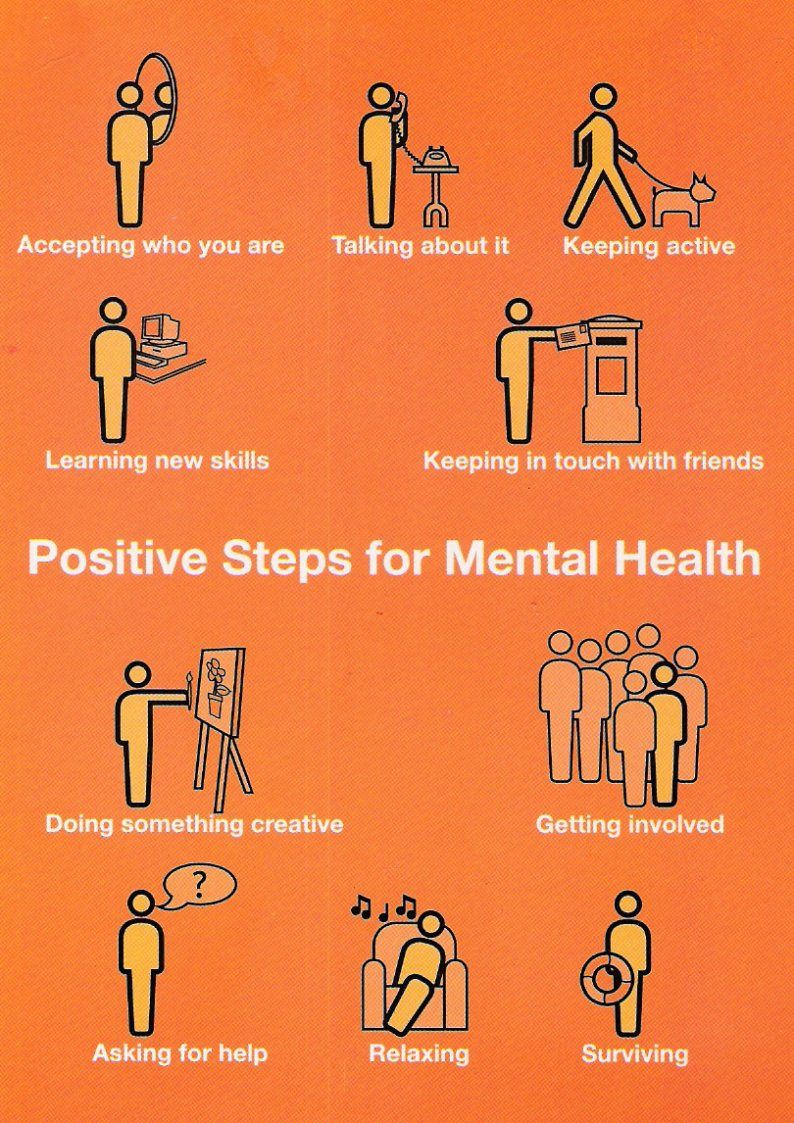 Accepting who you are
Talking about it
Keeping active
Learning new skills
Keeping in touch with friends
Positive Steps for Mental Health
Doing something creative
Getting involved
?
Asking for help
Relaxing
Surviving